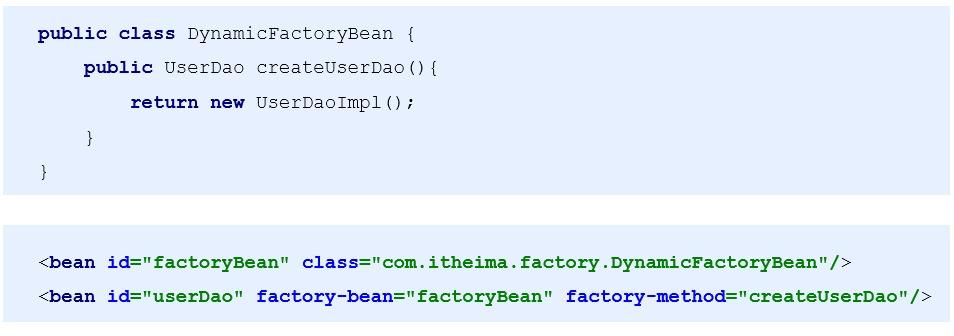 public class DynamicFactoryBean {
    public UserDao createUserDao(){
        return new UserDaoImpl();
    }
}
<bean id="factoryBean" class="com.itheima.factory.DynamicFactoryBean"/>
<bean id="userDao" factory-bean="factoryBean" factory-method="createUserDao"/>